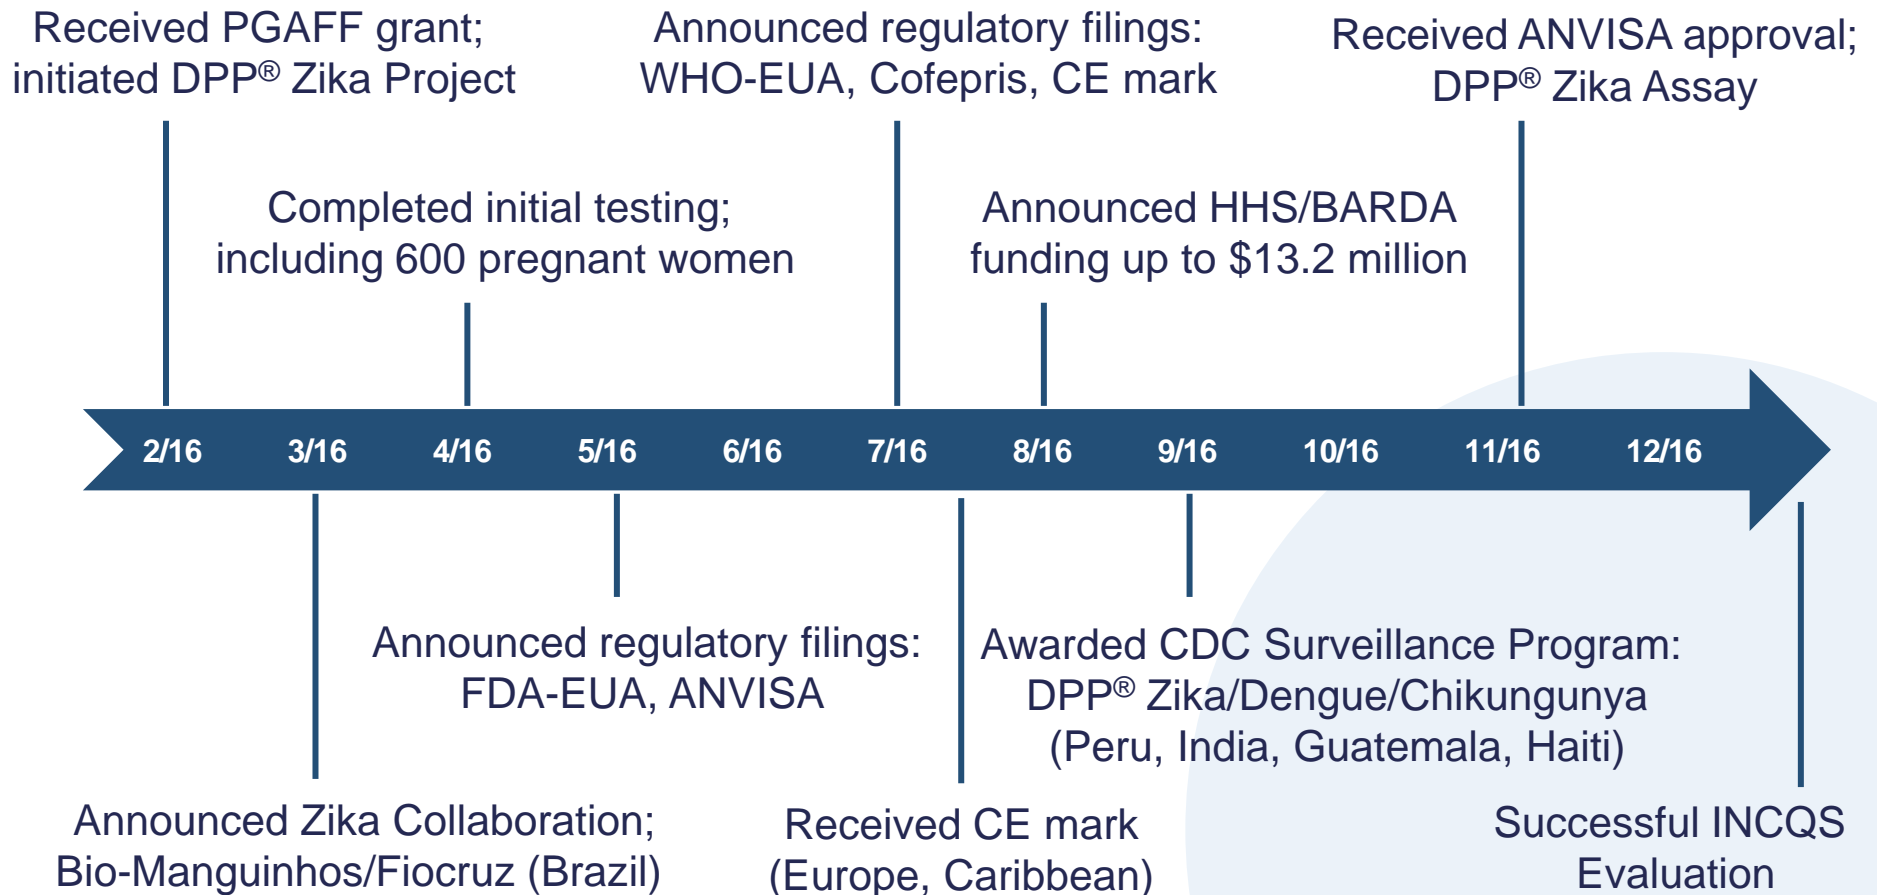 Received PGAFF grant;
initiated DPP® Zika Project
Announced regulatory filings:
WHO-EUA, Cofepris, CE mark
Received ANVISA approval;
DPP® Zika Assay
Completed initial testing;
including 600 pregnant women
Announced HHS/BARDA
funding up to $13.2 million
2/16 3/16 4/16 5/16 6/16 7/16 8/16 9/16 10/16 11/16 12/16
Announced regulatory filings:
FDA-EUA, ANVISA
Awarded CDC Surveillance Program:
DPP® Zika/Dengue/Chikungunya
(Peru, India, Guatemala, Haiti)
Announced Zika Collaboration;
Bio-Manguinhos/Fiocruz (Brazil)
Received CE mark
(Europe, Caribbean)
Successful INCQS
Evaluation